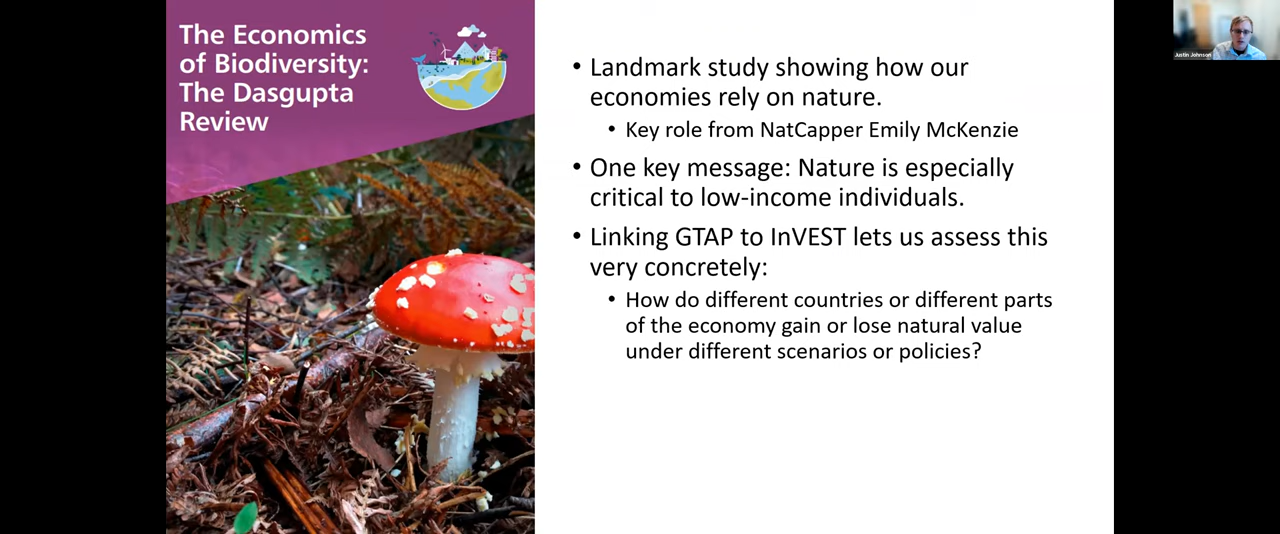 The Economics
of Biodiversity:
The Dasgupta
Review
• Landmark study showing how our
economies rely on nature.
• Key role from NatCapper Emily McKenzie
• One key message: Nature is especially
critical to low-income individuals.
• Linking GTAP to InVEST lets us assess this
very concretely:
• How do different countries or different parts
of the economy gain or lose natural value
under different scenarios or policies?
Justin Johnson